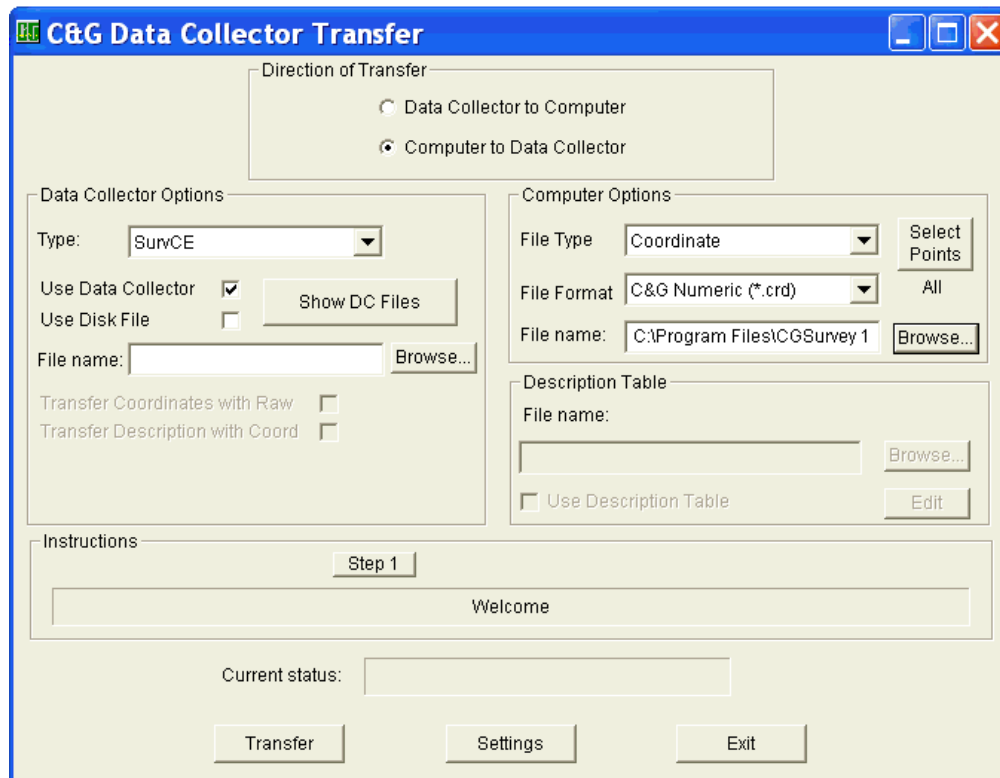 C&G Data Collector Transfer
Direction of Transfer
Data Collector to Computer
Computer to Data Collector
Data Collector Options
Type: SurvCE
Use Data Collector
Use Disk File
Show DC Files
File name: Browse...
Transfer Coordinates with Raw
Transfer Description with Coord
Computer Options
File Type Coordinate
Select
Points
File Format C&G Numeric (*.crd) All
File name: C:\Program Files\CGSurvey 1 Browse...
Description Table
File name:
Browse...
Use Description Table Edit
Instructions
Step 1
Welcome
Current status:
Transfer Settings Exit